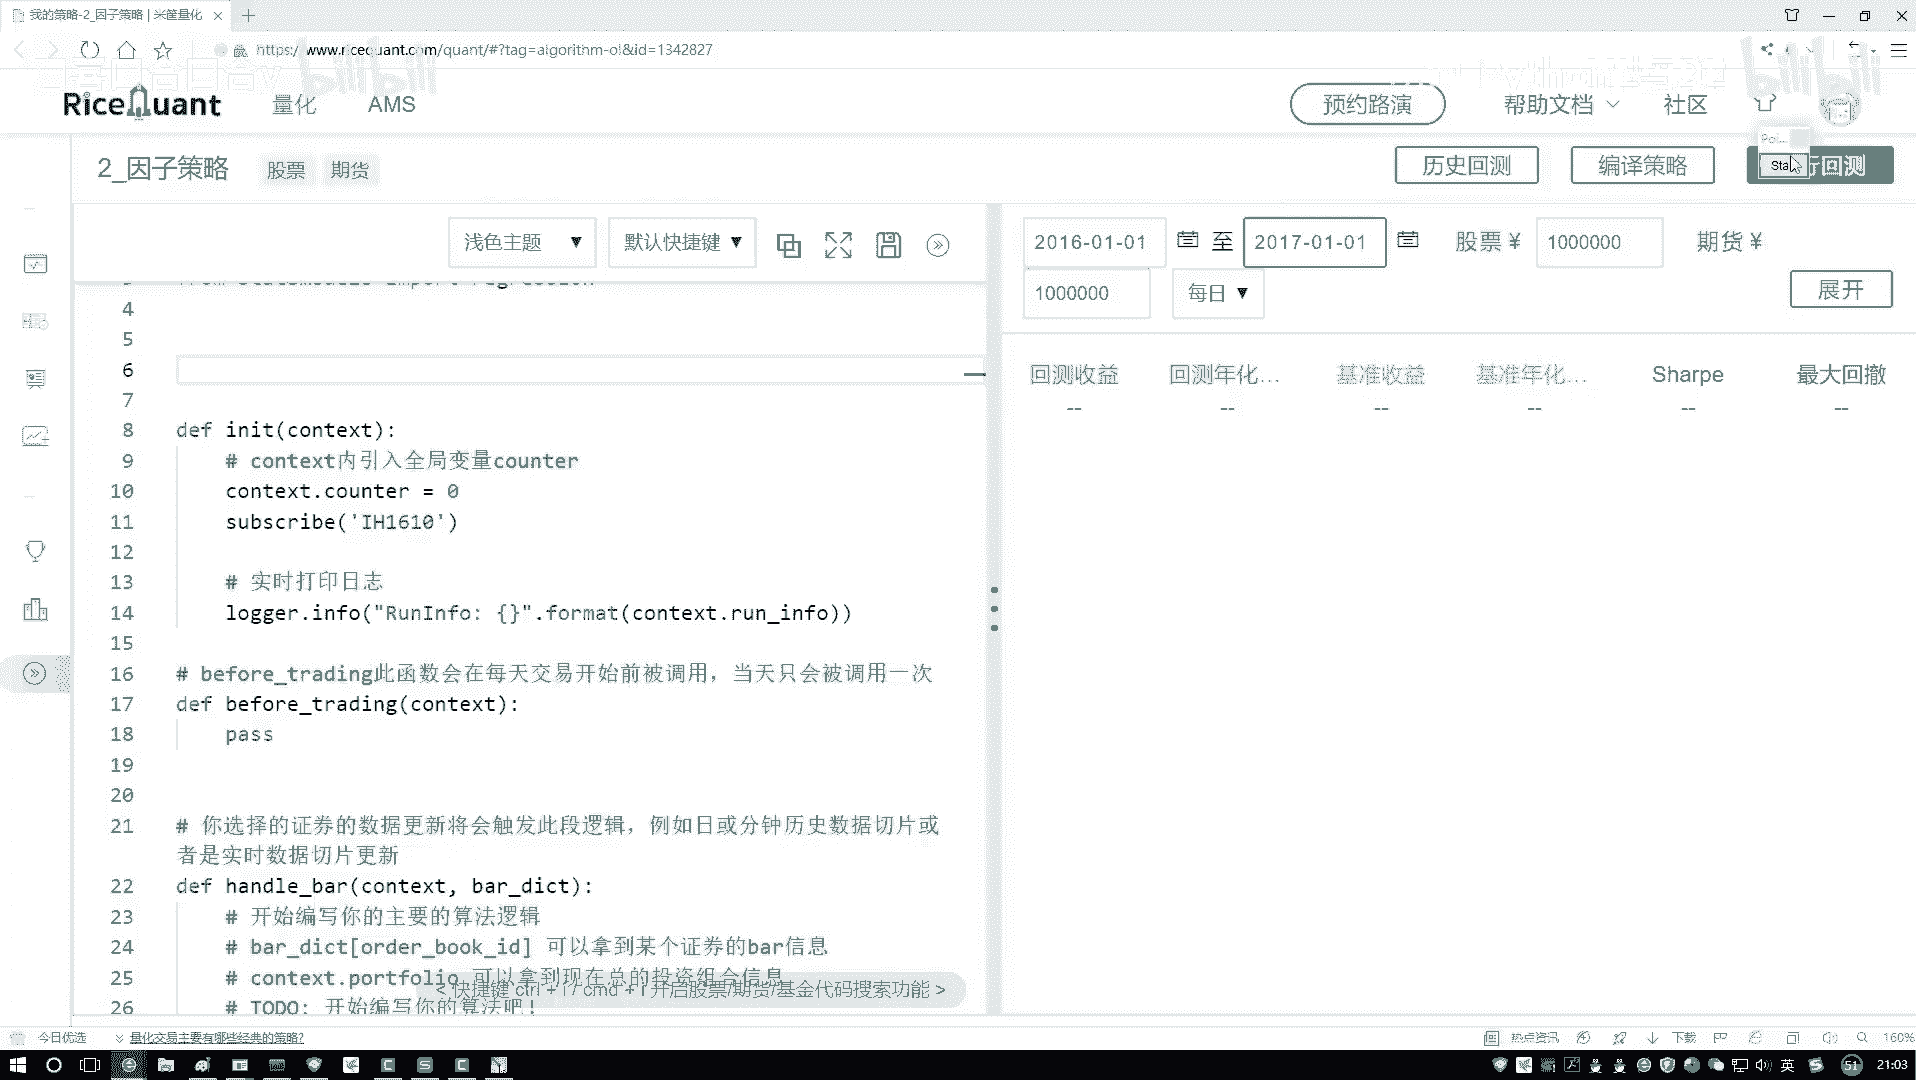 我的策略-2_因子策略 | 米筐量化
https://www.ricequant.com/quant/#?tag=algorithm-ol&id=1342827
bilibili
bilibili
RiceQuant 量化 AMS 预约路演 帮助文档 社区
2_因子策略 股票 期货 历史回测 编译策略 行回测
Poi...
Sta
浅色主题 ▼ 默认快捷键 ▼
2016-01-01 至 2017-01-01 股票 ¥ 1000000 期货 ¥
1000000 每日 ▼ 展开
回测收益 回测年化... 基准收益 基准年化... Sharpe 最大回撤
-- -- -- -- -- --
4
5
6
7
8 def init(context):
9 # context内引入全局变量counter
10 context.counter = 0
11 subscribe('IH1610')
12
13 # 实时打印日志
14 logger.info("RunInfo: {}".format(context.run_info))
15
16 # before_trading此函数会在每天交易开始前被调用，当天只会被调用一次
17 def before_trading(context):
18 pass
19
20
21 # 你选择的证券的数据更新将会触发此段逻辑，例如日或分钟历史数据切片或
者是实时数据切片更新
22 def handle_bar(context, bar_dict):
23 # 开始编写你的主要的算法逻辑
24 # bar_dict[order_book_id] 可以拿到某个证券的bar信息
25 # context.portfolio 可以拿到现在总的投资组合信息
< 快捷键 ctrl + i / cmd + i 开启股票/期货/基金代码搜索功能 >
26 # TODO: 开始编写你的算法吧！
今日优选 量化交易主要有哪些经典的策略? 热点资讯 下载 160%
英 51 21:03